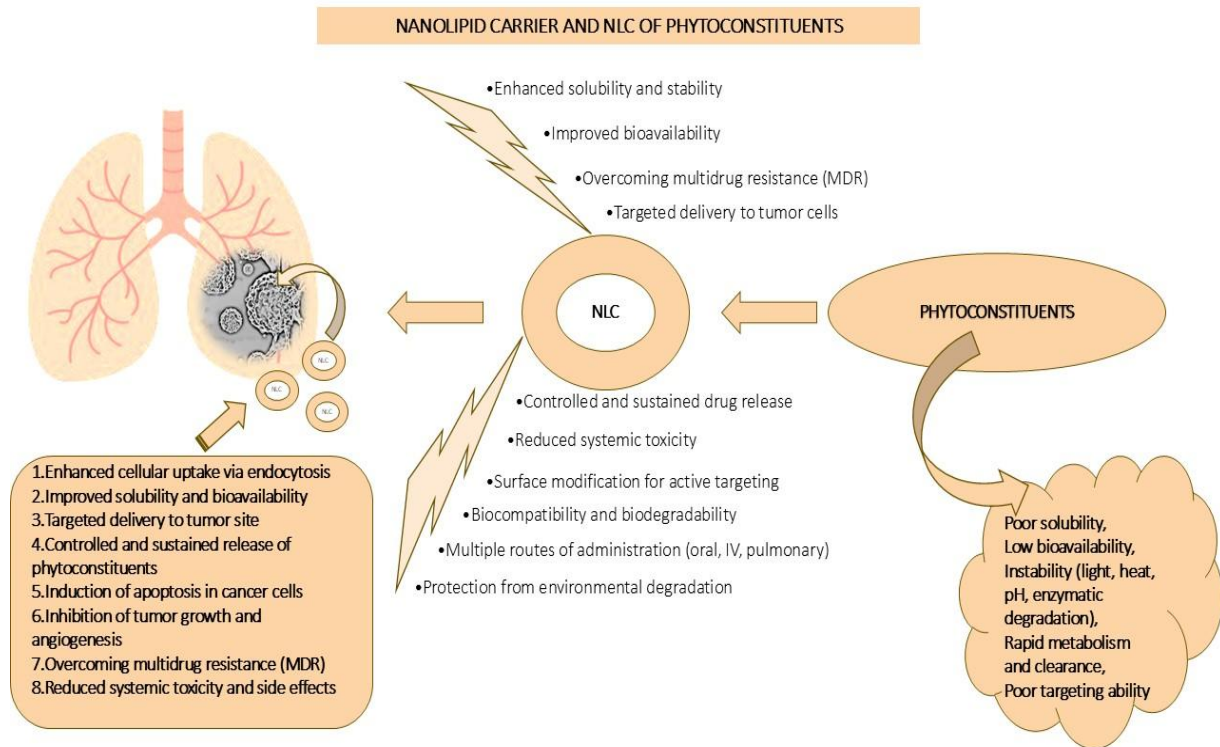 NANOLIPID CARRIER AND NLC OF PHYTOCONSTITUENTS
•Enhanced solubility and stability
•Improved bioavailability
•Overcoming multidrug resistance (MDR)
•Targeted delivery to tumor cells
NLC
PHYTOCONSTITUENTS
NLC
NLC
NLC
•Controlled and sustained drug release
•Reduced systemic toxicity
•Surface modification for active targeting
•Biocompatibility and biodegradability
•Multiple routes of administration (oral, IV, pulmonary)
•Protection from environmental degradation
1.Enhanced cellular uptake via endocytosis
2.Improved solubility and bioavailability
3.Targeted delivery to tumor site
4.Controlled and sustained release of
phytoconstituents
5.Induction of apoptosis in cancer cells
6.Inhibition of tumor growth and
angiogenesis
7.Overcoming multidrug resistance (MDR)
8.Reduced systemic toxicity and side effects
Poor solubility,
Low bioavailability,
Instability (light, heat,
pH, enzymatic
degradation),
Rapid metabolism
and clearance,
Poor targeting ability